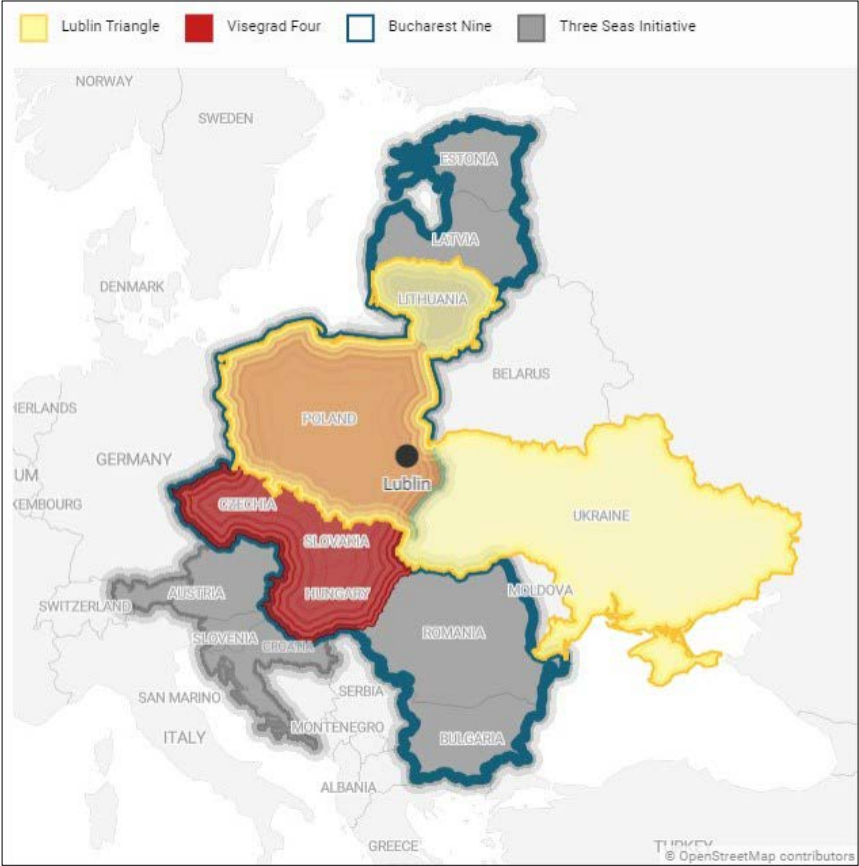 Lublin Triangle
Visegrad Four
Bucharest Nine
Three Seas Initiative
NORWAY
SWEDEN
ESTONIA
LATVIA
DENMARK
LITHUANIA
BELARUS
HERLANDS
POLAND
GERMANY
UM
Lublin
XEMBOURG
CZECHIA
UKRAINE
SLOVAKIA
AUSTRIA
HUNGARY
MOLDOVA
SWITZERLAND
SLOVENIA
CROATIA
ROMANIA
SAN MARINO
SERBIA
ITALY
MONTENEGRO
BULGARIA
ALBANIA
GREECE
TURKEY
© OpenStreetMap contributors